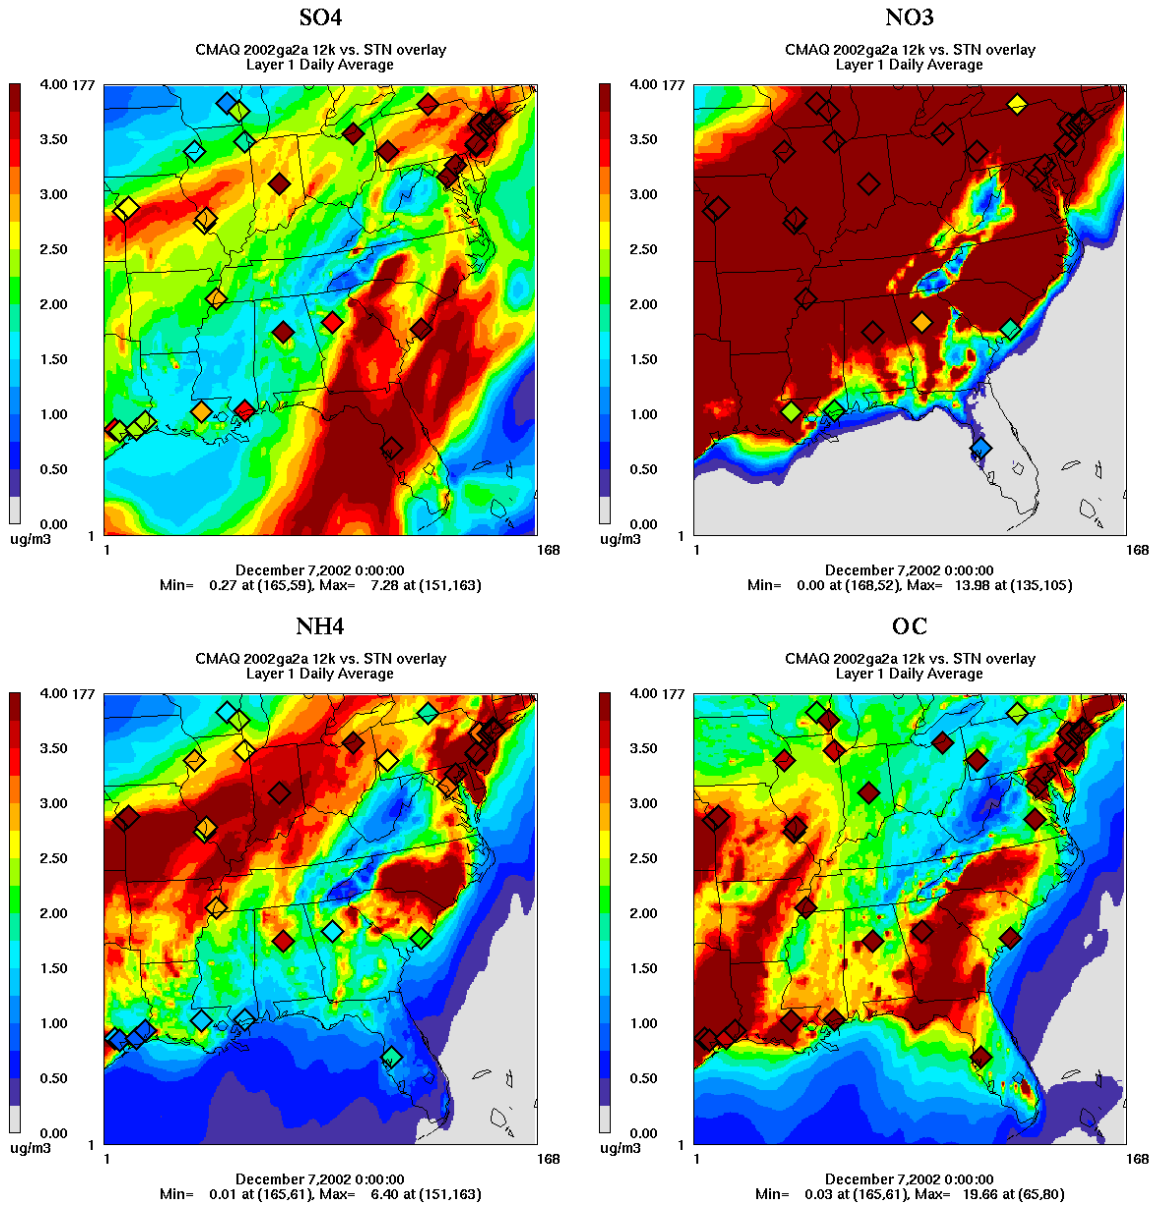 SO4
CMAQ 2002ga2a 12k vs. STN overlay
Layer 1 Daily Average
4.00 177
3.50
3.00
2.50
2.00
1.50
1.00
0.50
0.00
ug/m3
1
1 168
December 7,2002 0:00:00
Min= 0.27 at (165,59), Max= 7.28 at (151,163)
NO3
CMAQ 2002ga2a 12k vs. STN overlay
Layer 1 Daily Average
4.00 177
3.50
3.00
2.50
2.00
1.50
1.00
0.50
0.00
ug/m3
1
1 168
December 7,2002 0:00:00
Min= 0.00 at (168,52), Max= 13.98 at (135,105)
NH4
CMAQ 2002ga2a 12k vs. STN overlay
Layer 1 Daily Average
4.00 177
3.50
3.00
2.50
2.00
1.50
1.00
0.50
0.00
ug/m3
1
1 168
December 7,2002 0:00:00
Min= 0.01 at (165,61), Max= 6.40 at (151,163)
OC
CMAQ 2002ga2a 12k vs. STN overlay
Layer 1 Daily Average
4.00 177
3.50
3.00
2.50
2.00
1.50
1.00
0.50
0.00
ug/m3
1
1 168
December 7,2002 0:00:00
Min= 0.03 at (165,61), Max= 19.66 at (65,80)